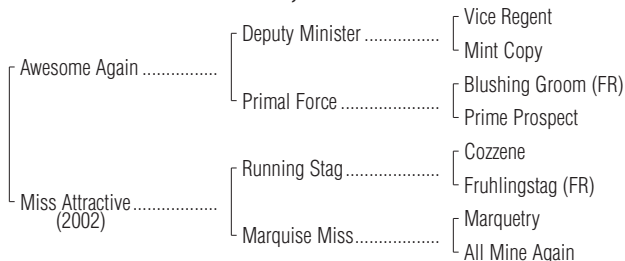 Vice Regent
Deputy Minister ................
Mint Copy
Awesome Again ................
Blushing Groom (FR)
Primal Force .....................
Prime Prospect
Cozzene
Running Stag....................
Fruhlingstag (FR)
Miss Attractive..................
(2002)
Marquetry
Marquise Miss..................
All Mine Again